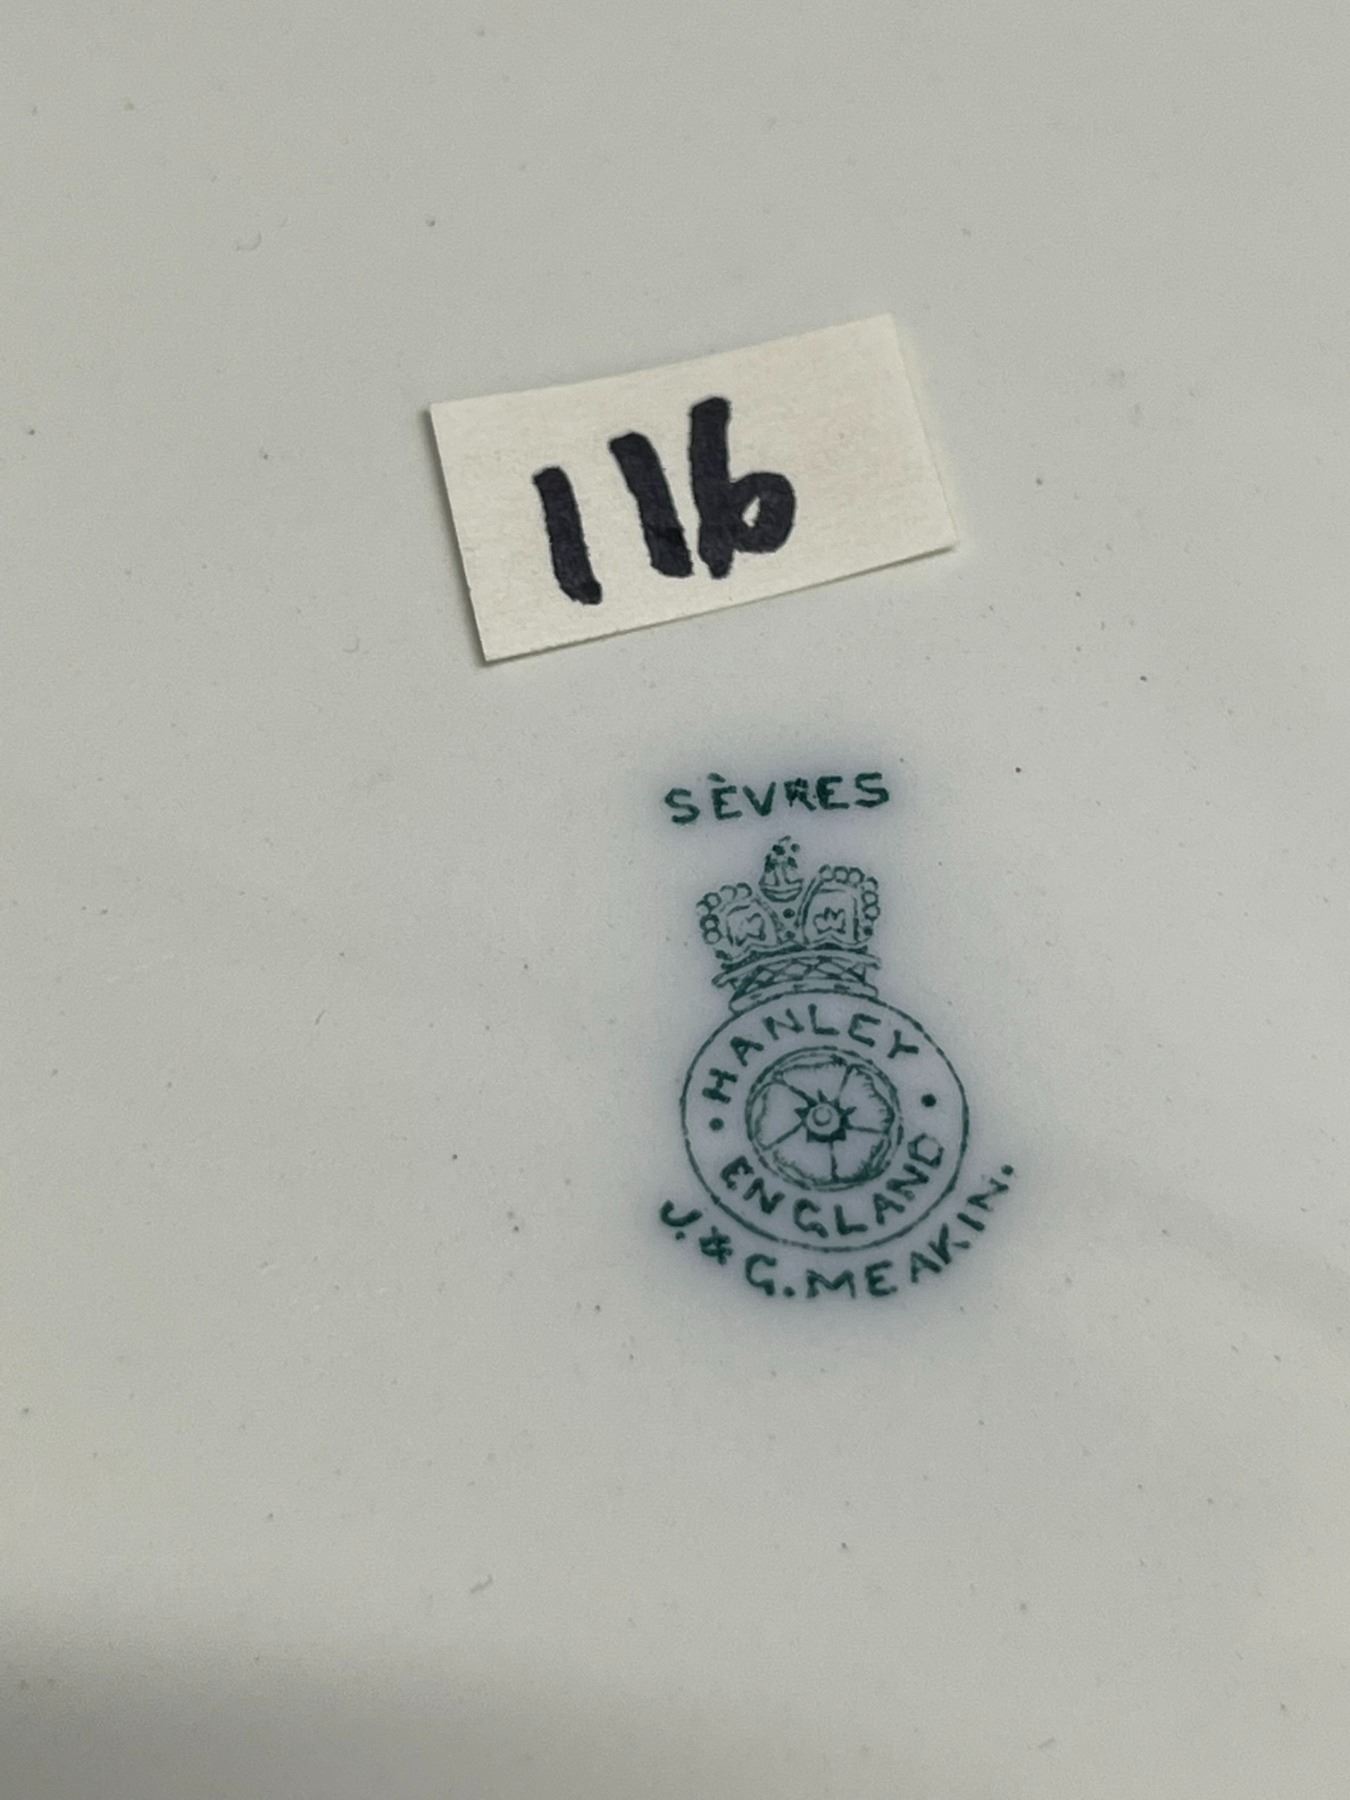 116
SÈVRES
HANLEY
ENGLAND
J. & G. MEAKIN.